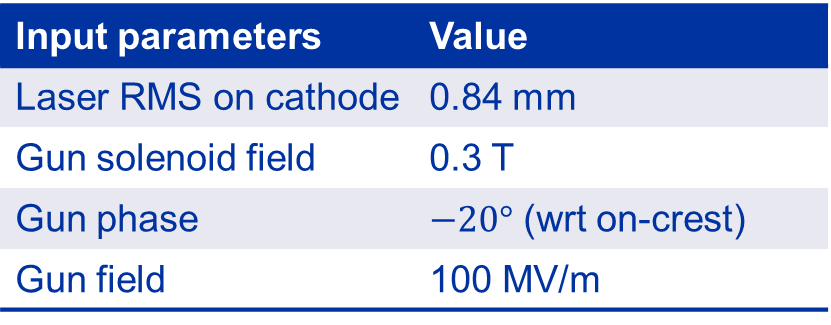 Input parameters Value
Laser RMS on cathode 0.84 mm
Gun solenoid field 0.3 T
Gun phase −20° (wrt on-crest)
Gun field 100 MV/m